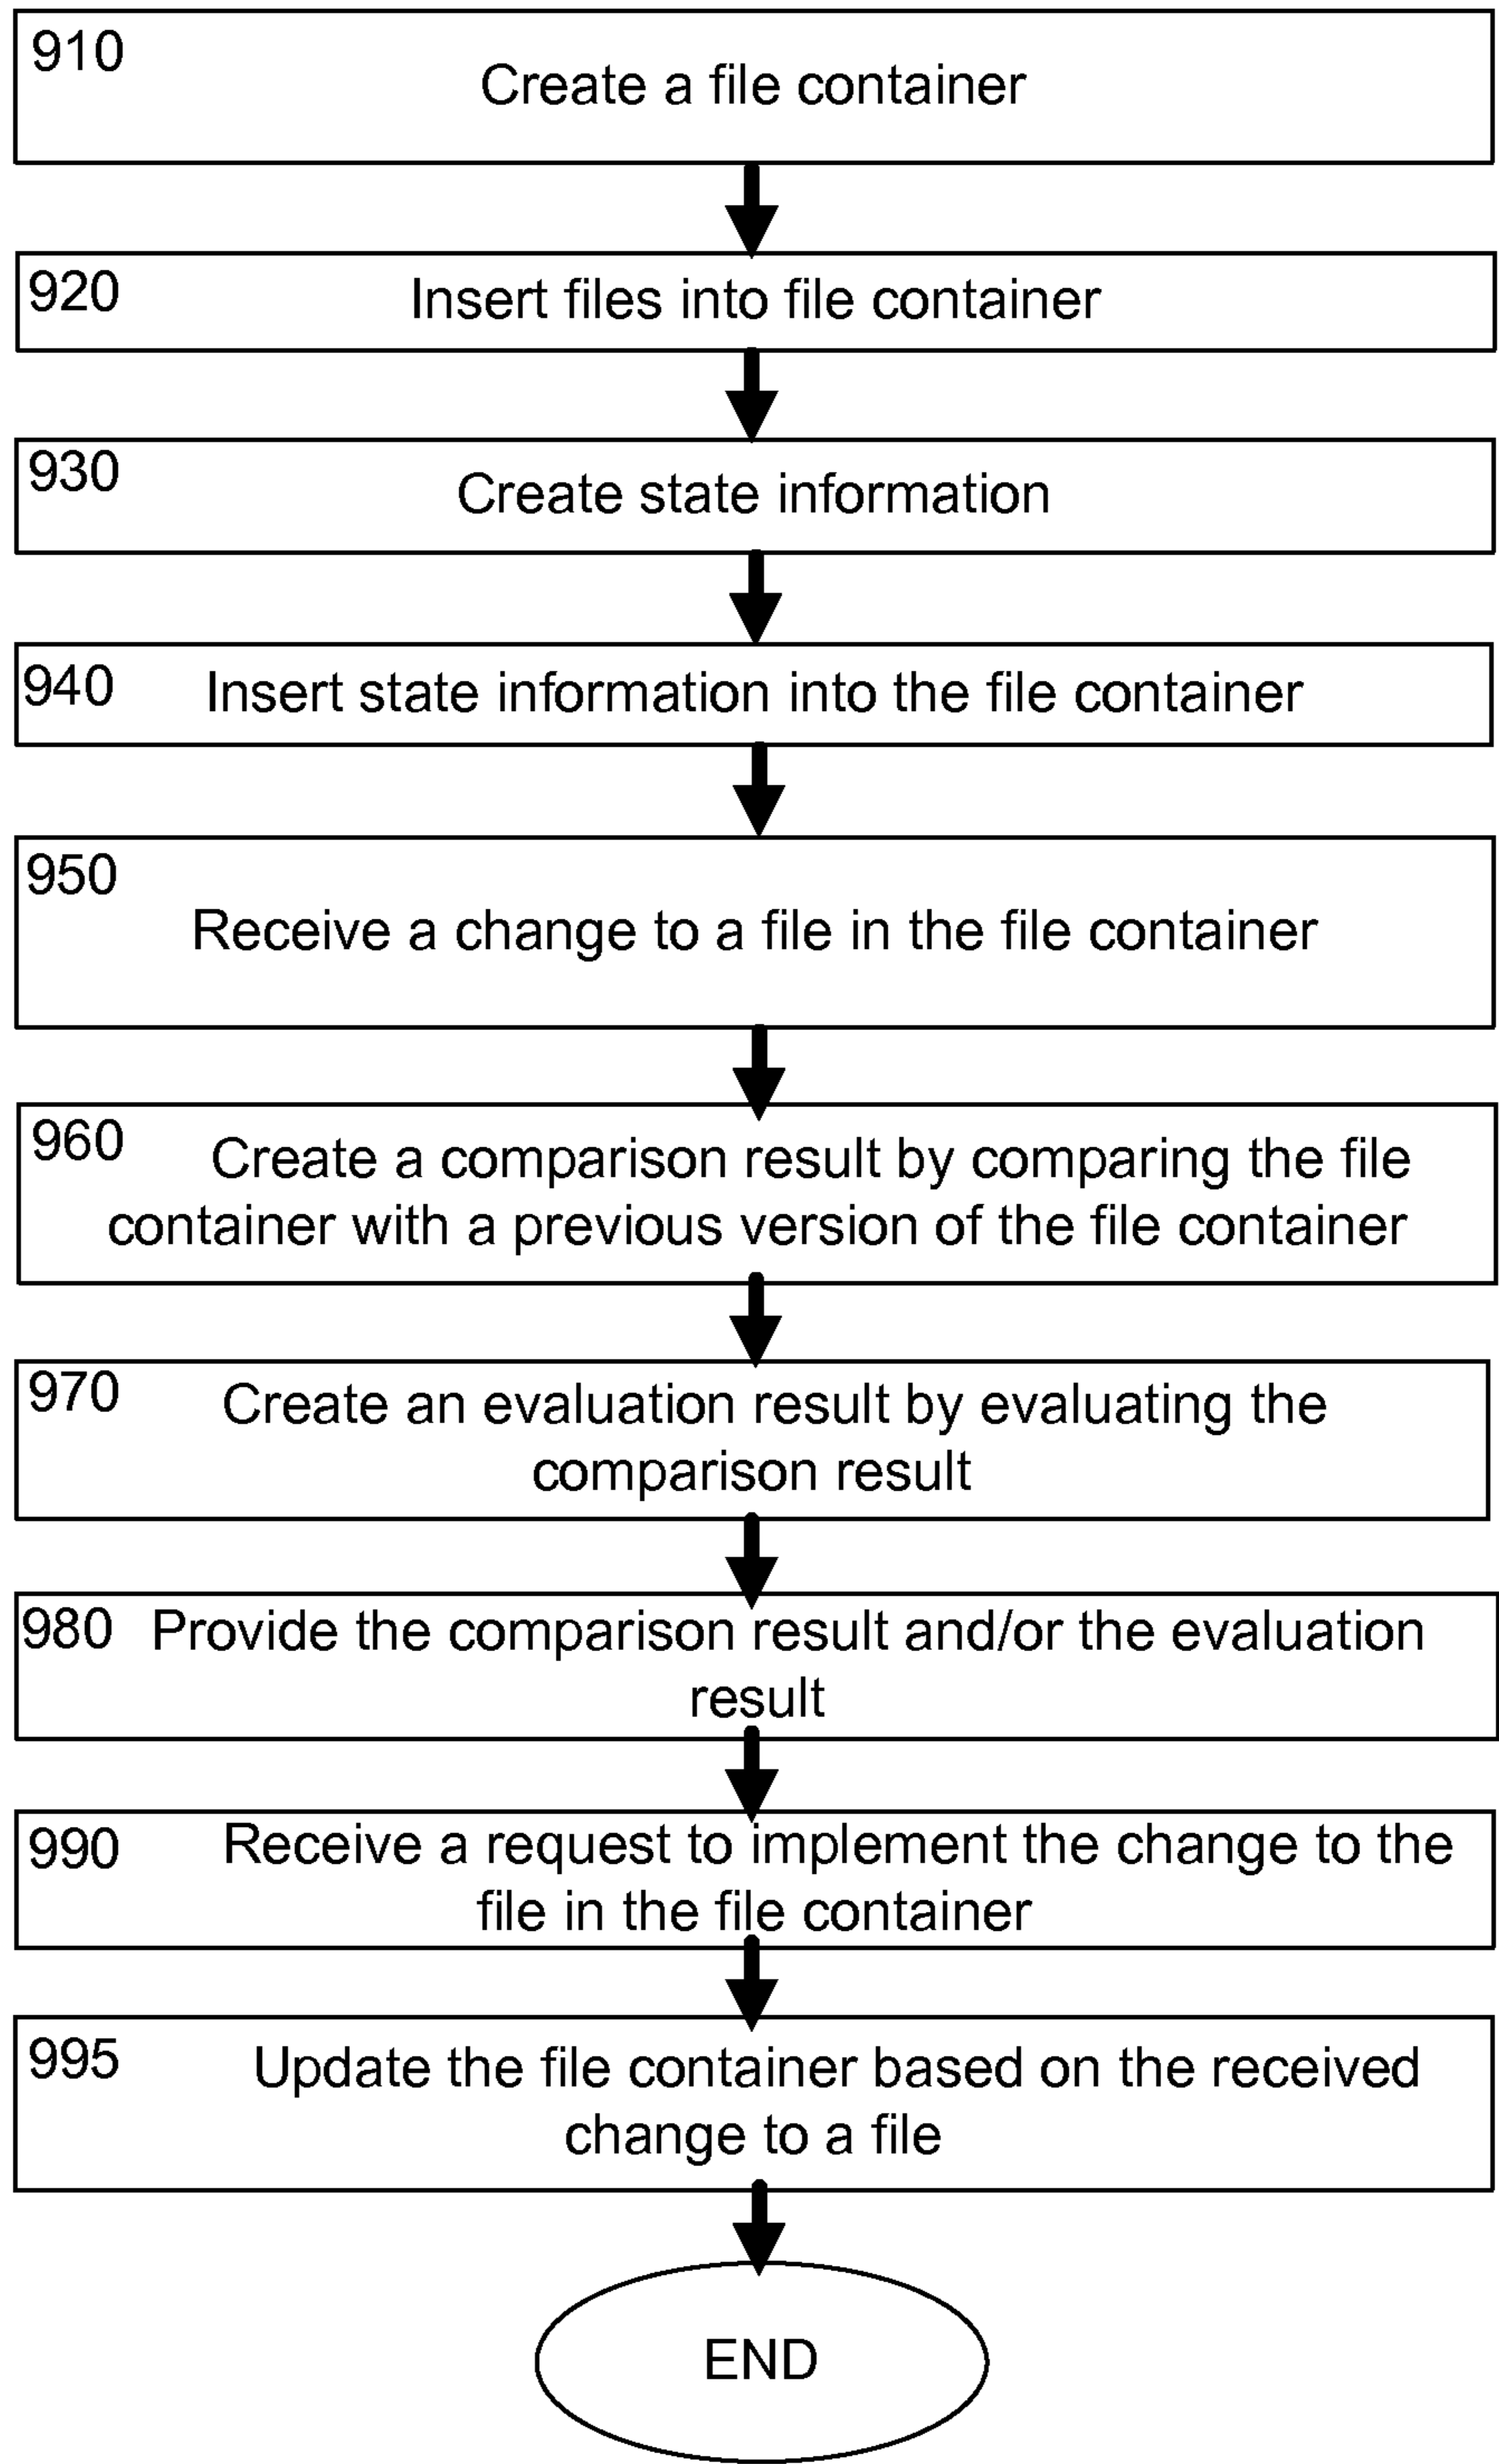 910
Create a file container
920
Insert files into file container
930
Create state information
940
Insert state information into the file container
950
Receive a change to a file in the file container
960
Create a comparison result by comparing the file
container with a previous version of the file container
970
Create an evaluation result by evaluating the
comparison result
980
Provide the comparison result and/or the evaluation
result
990
Receive a request to implement the change to the
file in the file container
995
Update the file container based on the received
change to a file
END